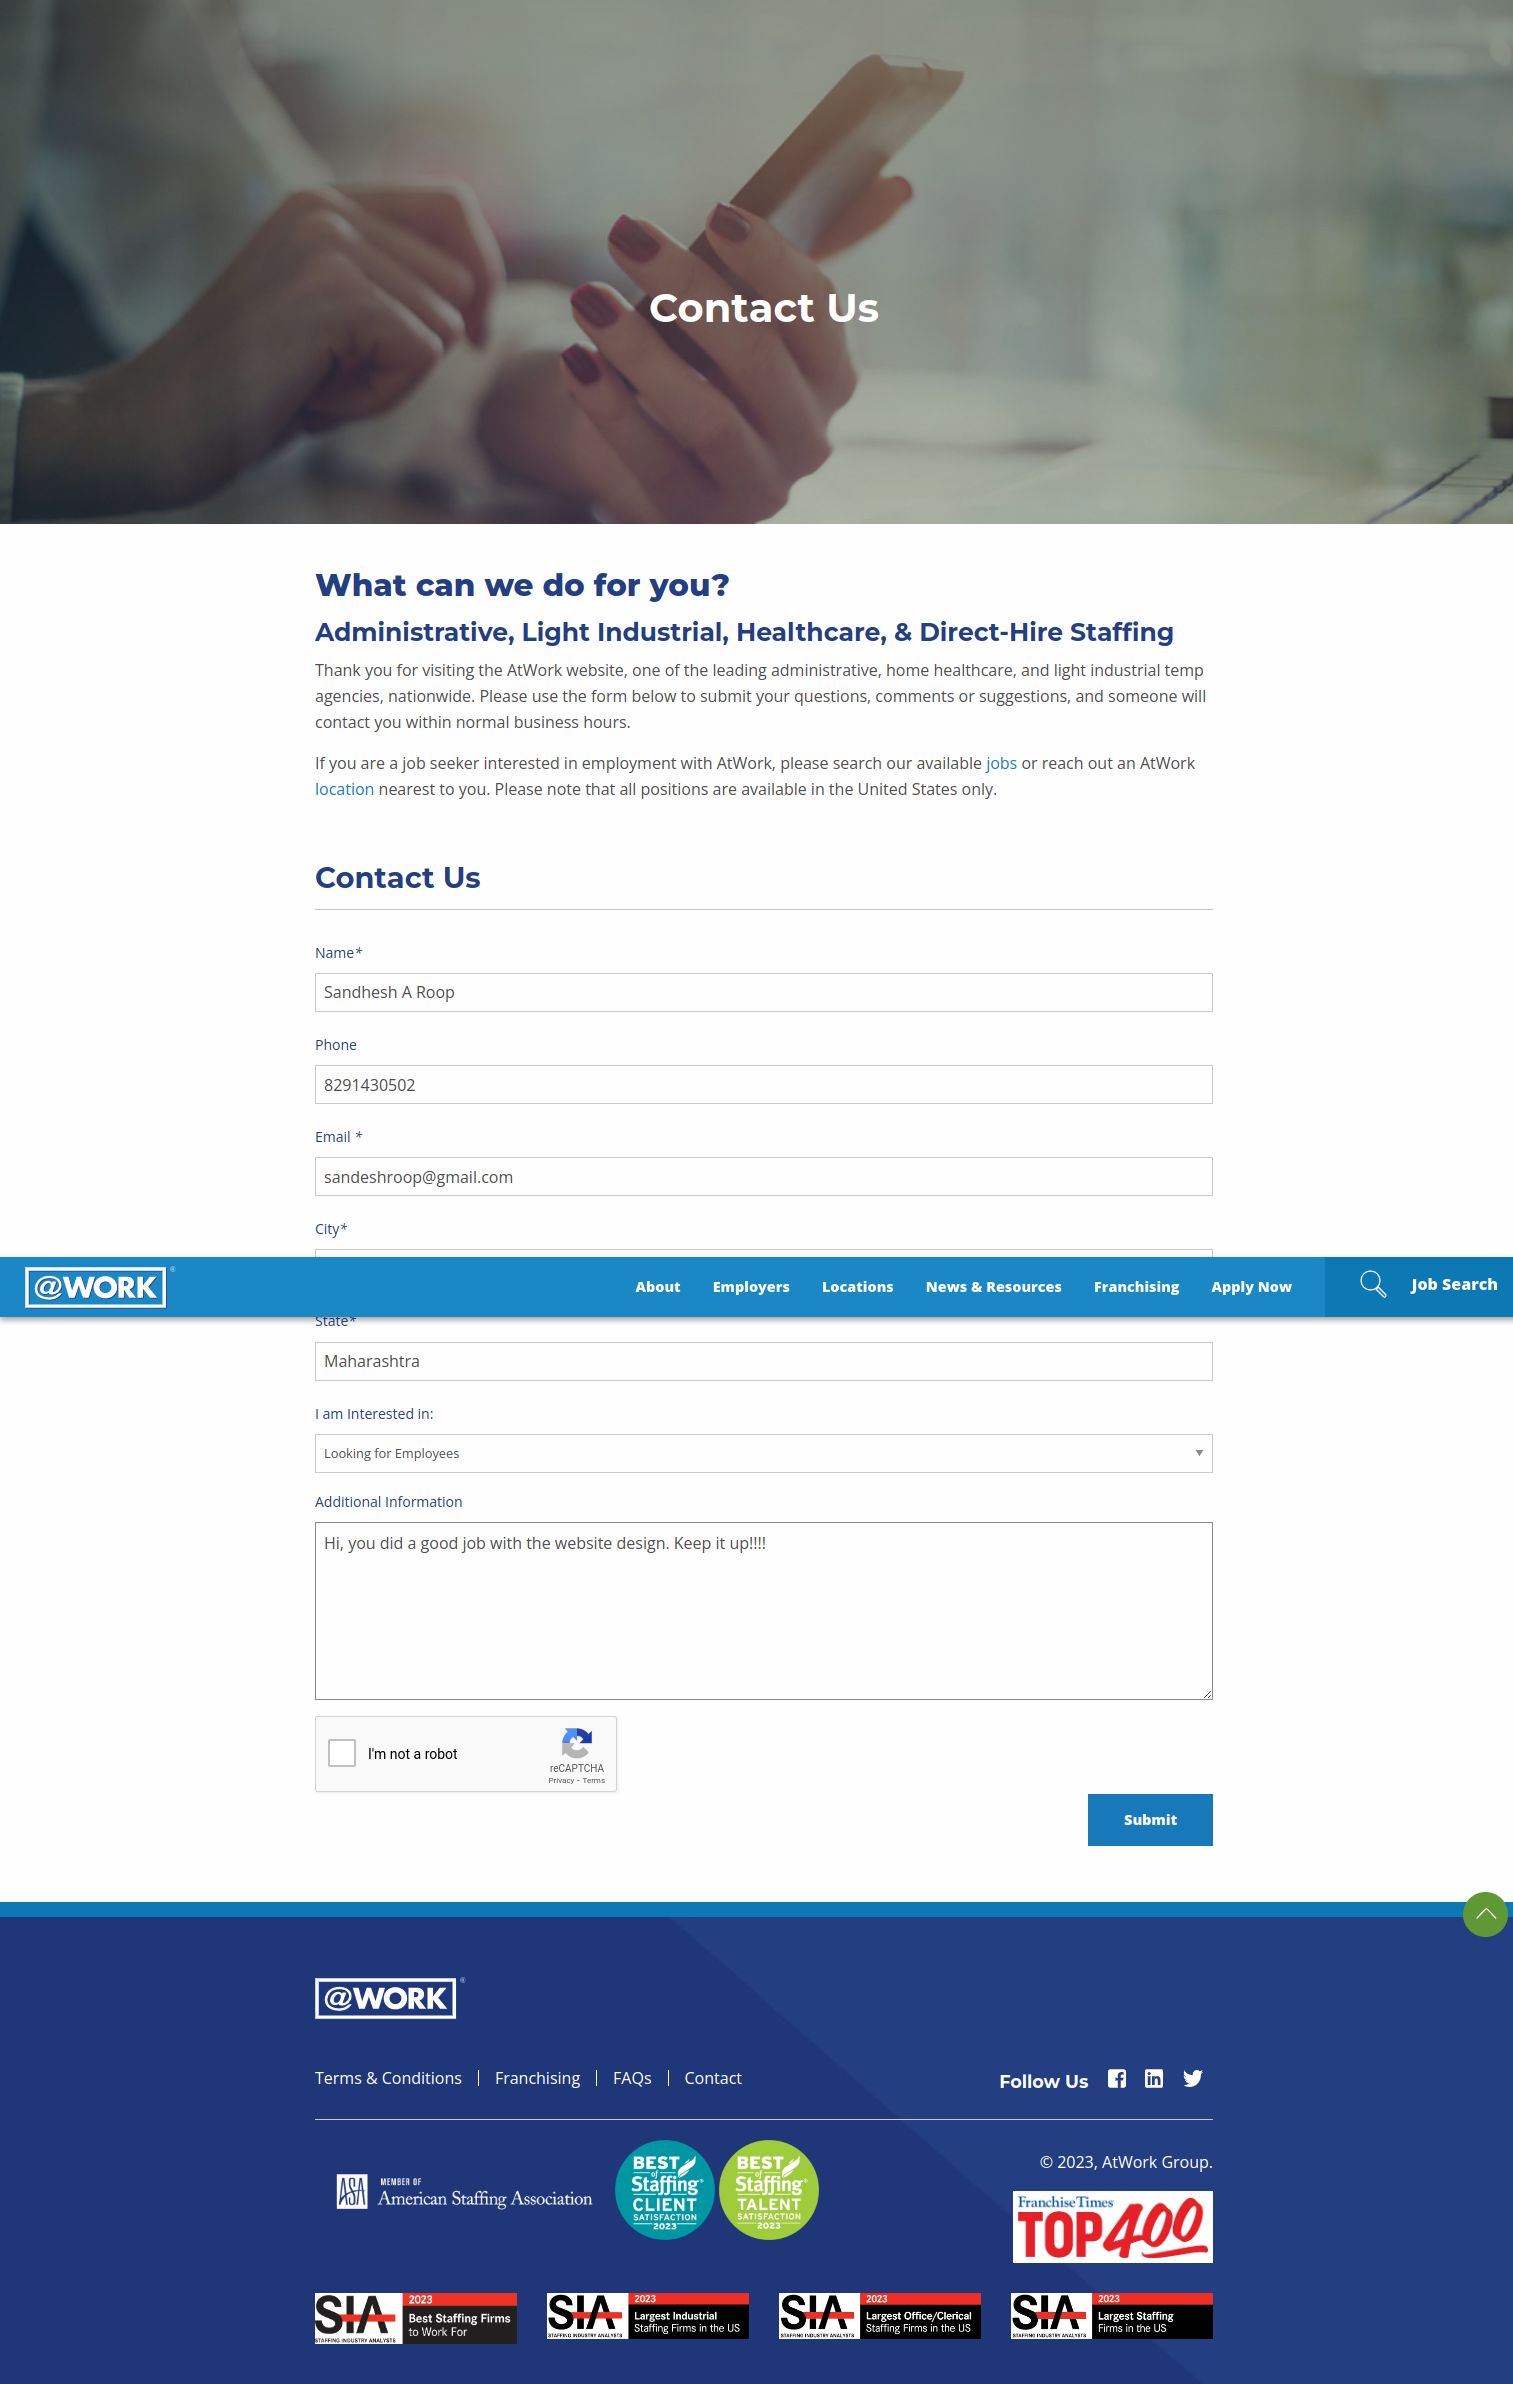 Contact Us
What can we do for you?
Administrative, Light Industrial, Healthcare, & Direct-Hire Staffing
Thank you for visiting the AtWork website, one of the leading administrative, home healthcare, and light industrial temp
agencies, nationwide. Please use the form below to submit your questions, comments or suggestions, and someone will
contact you within normal business hours.
If you are a job seeker interested in employment with AtWork, please search our available jobs or reach out an AtWork
location nearest to you. Please note that all positions are available in the United States only.
Contact Us
Name*
Sandhesh A Roop
Phone
8291430502
Email *
sandeshroop@gmail.com
City*
@WORK® About Employers Locations News & Resources Franchising Apply Now Job Search
State*
Maharashtra
I am Interested in:
Looking for Employees
Additional Information
Hi, you did a good job with the website design. Keep it up!!!!
I'm not a robot
reCAPTCHA
Privacy - Terms
Submit
@WORK®
Terms & Conditions | Franchising | FAQs | Contact
Follow Us
© 2023, AtWork Group.
ASA MEMBER OF
American Staffing Association
BEST of Staffing® CLIENT SATISFACTION 2023
BEST of Staffing® TALENT SATISFACTION 2023
Franchise Times
TOP 400
SIA STAFFING INDUSTRY ANALYSTS 2023 Best Staffing Firms to Work For
SIA STAFFING INDUSTRY ANALYSTS 2023 Largest Industrial Staffing Firms in the US
SIA STAFFING INDUSTRY ANALYSTS 2023 Largest Office/Clerical Staffing Firms in the US
SIA STAFFING INDUSTRY ANALYSTS 2023 Largest Staffing Firms in the US